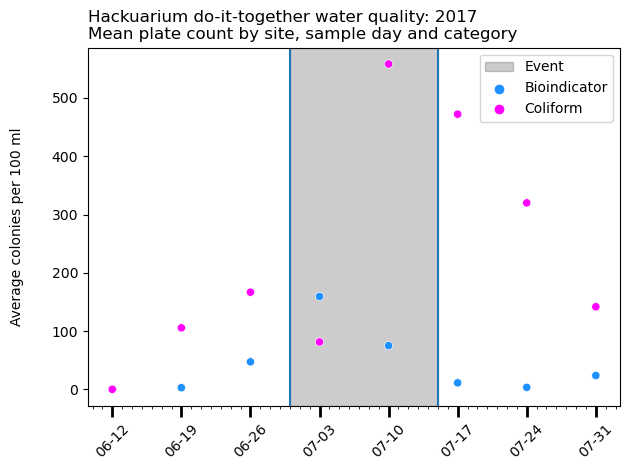 Hackuarium do-it-together water quality: 2017
Mean plate count by site, sample day and category
Event
Bioindicator
Coliform
Average colonies per 100 ml
500
400
300
200
100
0
06-12
06-19
06-26
07-03
07-10
07-17
07-24
07-31